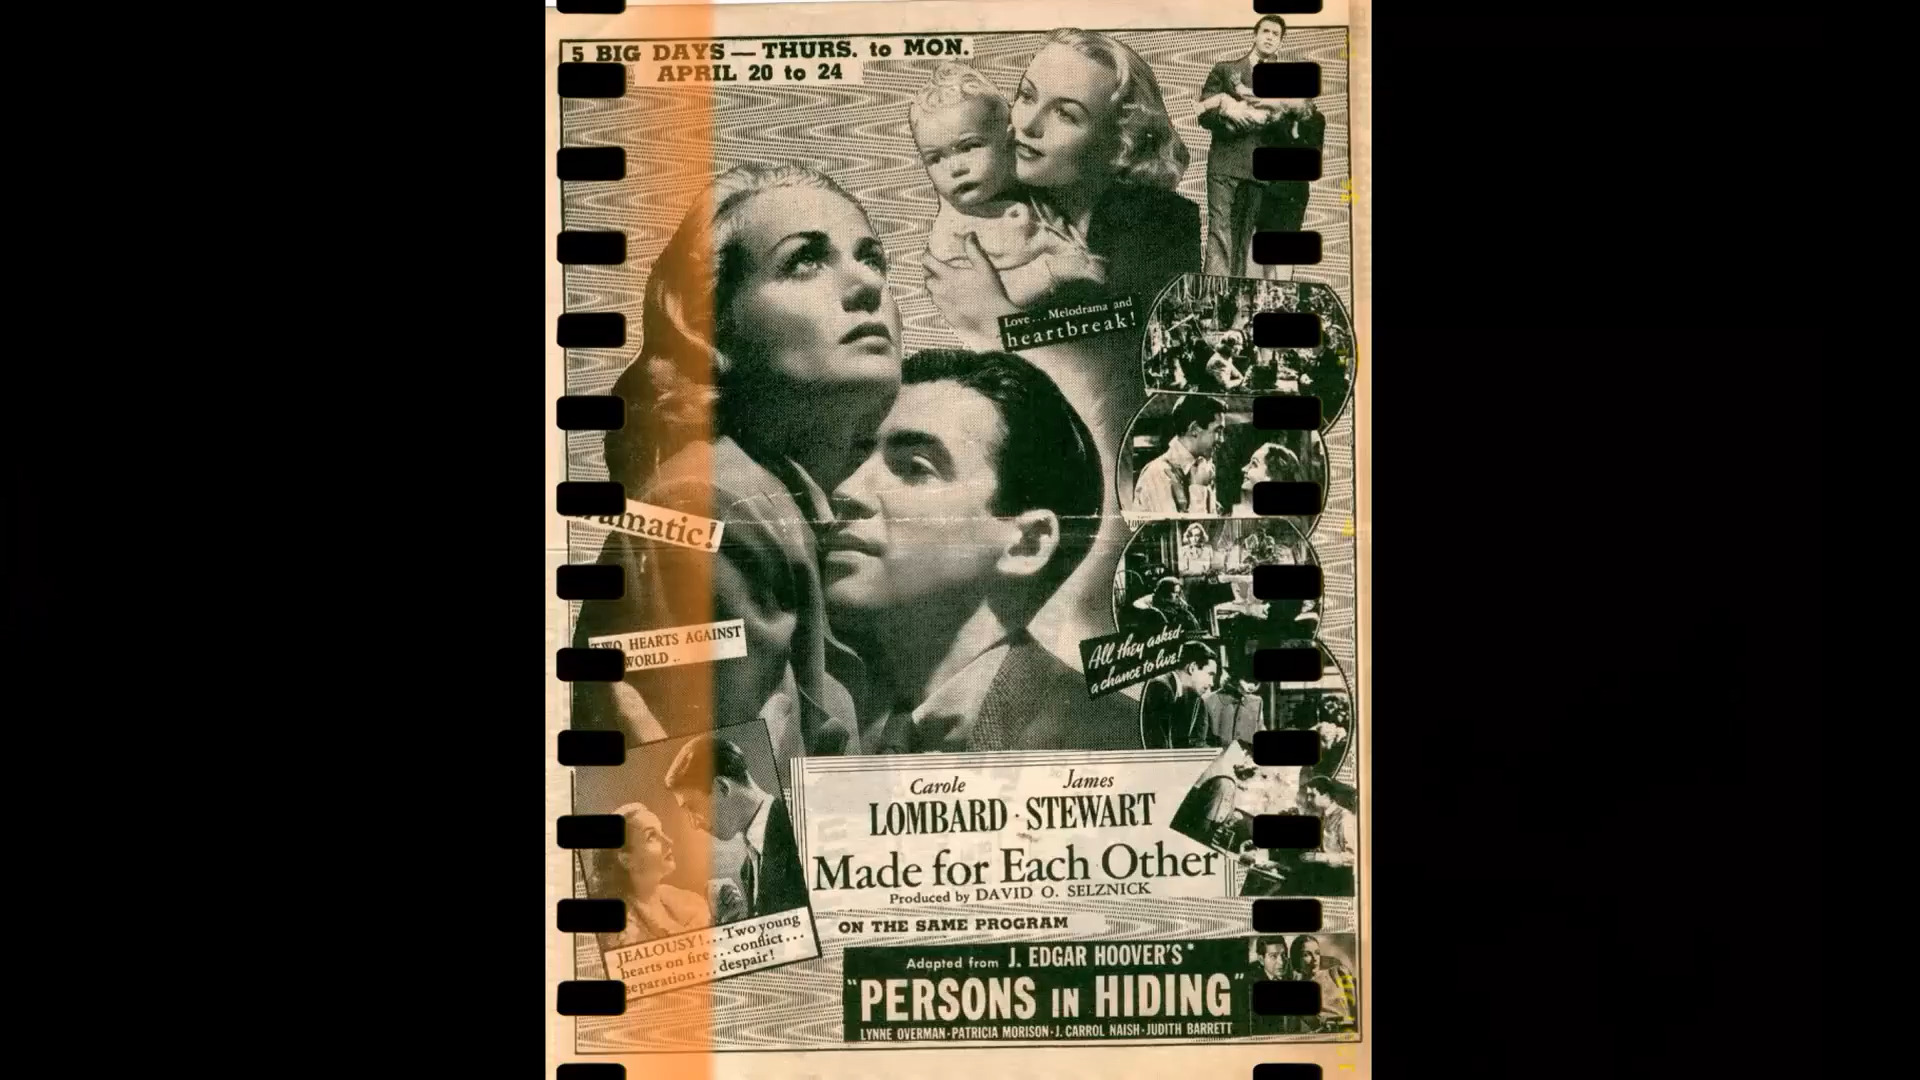 5 BIG DAYS — THURS. to MON.
APRIL 20 to 24
Love... Melodrama and
heartbreak!
TWO HEARTS AGAINST
WORLD ..
All they asked-
a chance to live!
Carole James
LOMBARD · STEWART
Made for Each Other
Produced by DAVID O. SELZNICK
JEALOUSY!... Two young
hearts on fire ... conflict...
separation ... despair!
ON THE SAME PROGRAM
Adapted from J. EDGAR HOOVER'S*
"PERSONS IN HIDING"
LYNNE OVERMAN · PATRICIA MORISON · J. CARROL NAISH · JUDITH BARRETT